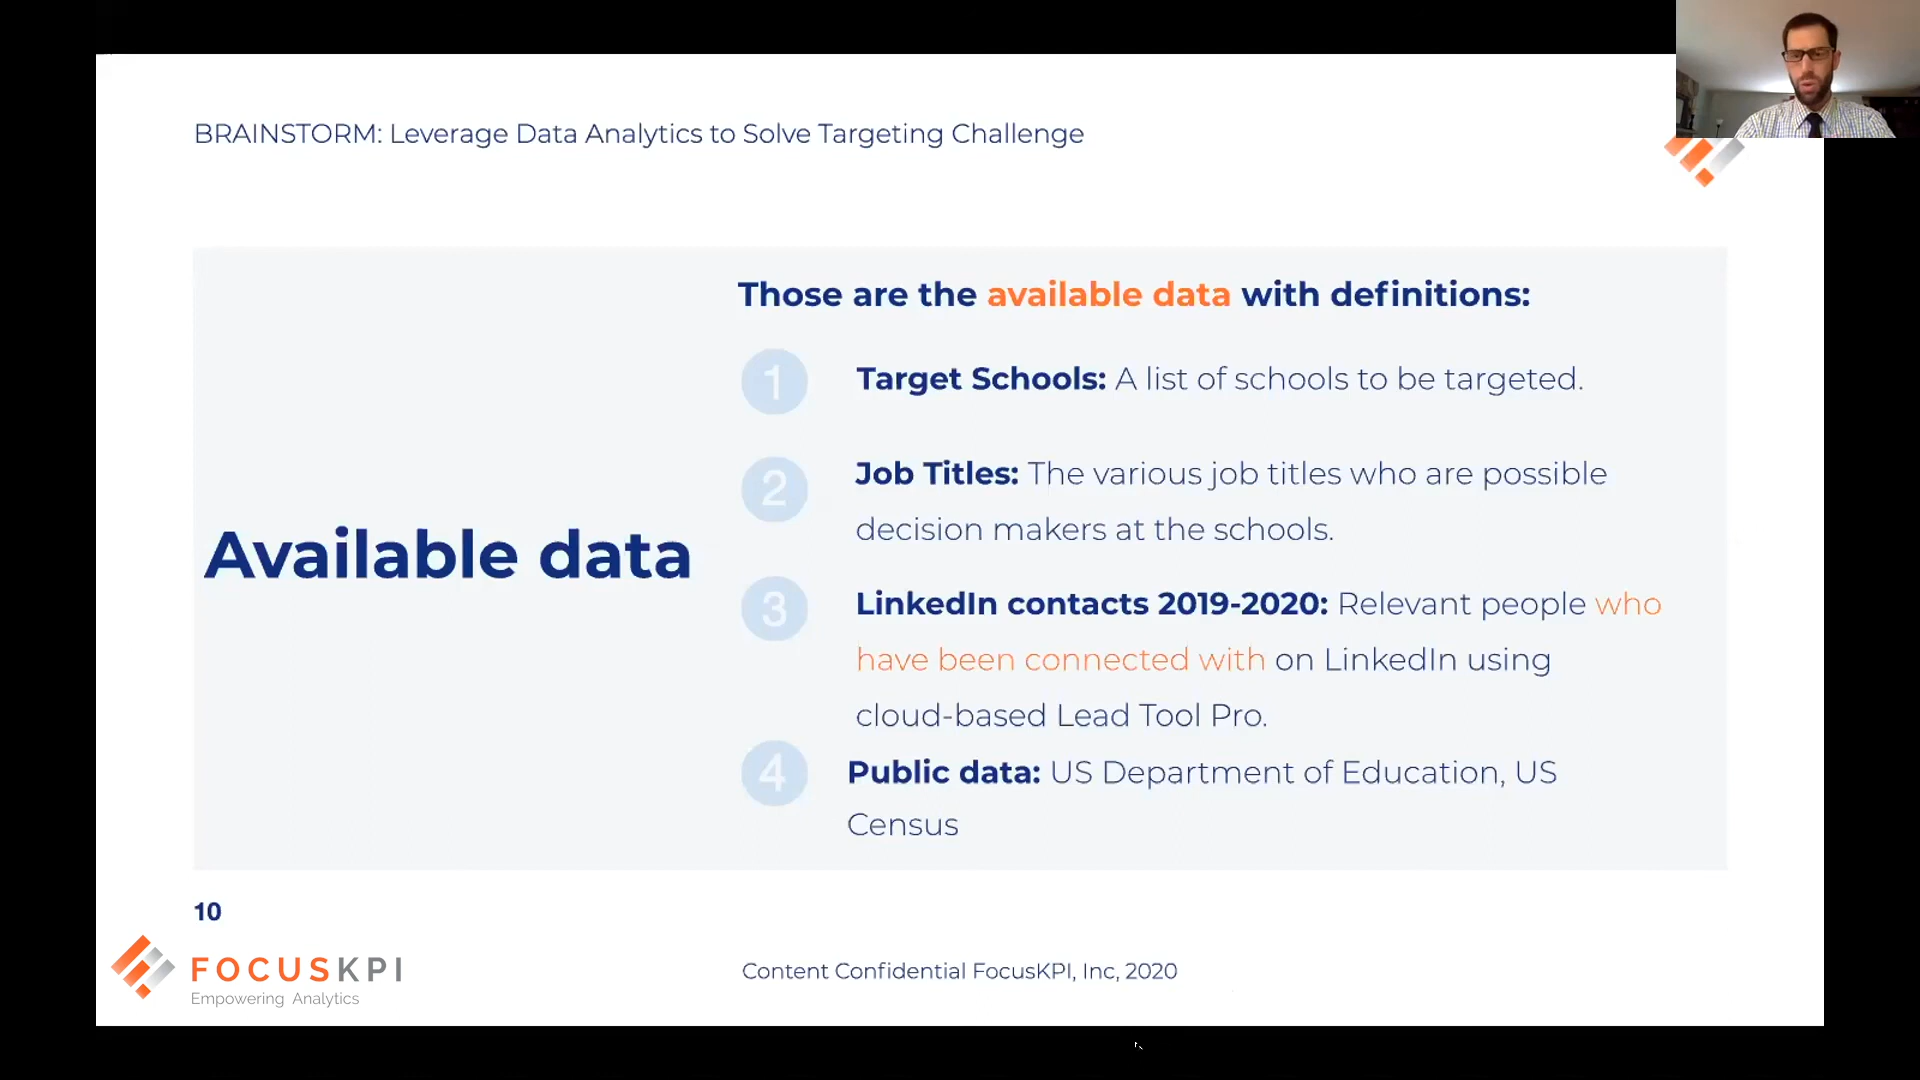 BRAINSTORM: Leverage Data Analytics to Solve Targeting Challenge
Available data
Those are the available data with definitions:
1
Target Schools: A list of schools to be targeted.
2
Job Titles: The various job titles who are possible
decision makers at the schools.
3
LinkedIn contacts 2019-2020: Relevant people who
have been connected with on LinkedIn using
cloud-based Lead Tool Pro.
4
Public data: US Department of Education, US
Census
10
FOCUSKPI
Empowering Analytics
Content Confidential FocusKPI, Inc, 2020